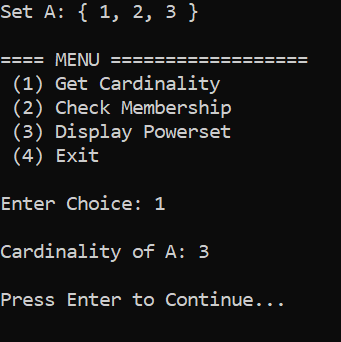 Set A: { 1, 2, 3 }
==== MENU ==================
(1) Get Cardinality
(2) Check Membership
(3) Display Powerset
(4) Exit
Enter Choice: 1
Cardinality of A: 3
Press Enter to Continue...